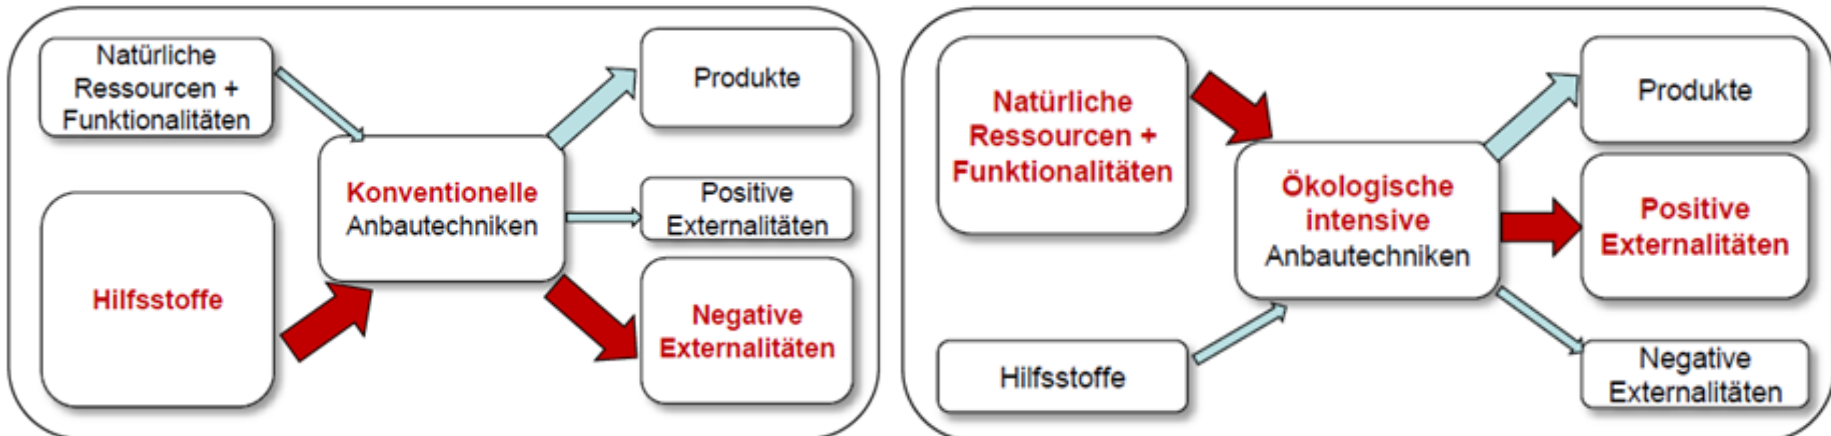 Natürliche
Ressourcen +
Funktionalitäten
Hilfsstoffe
Konventionelle
Anbautechniken
Produkte
Positive
Externalitäten
Negative
Externalitäten
Natürliche
Ressourcen +
Funktionalitäten
Hilfsstoffe
Ökologische
intensive
Anbautechniken
Produkte
Positive
Externalitäten
Negative
Externalitäten